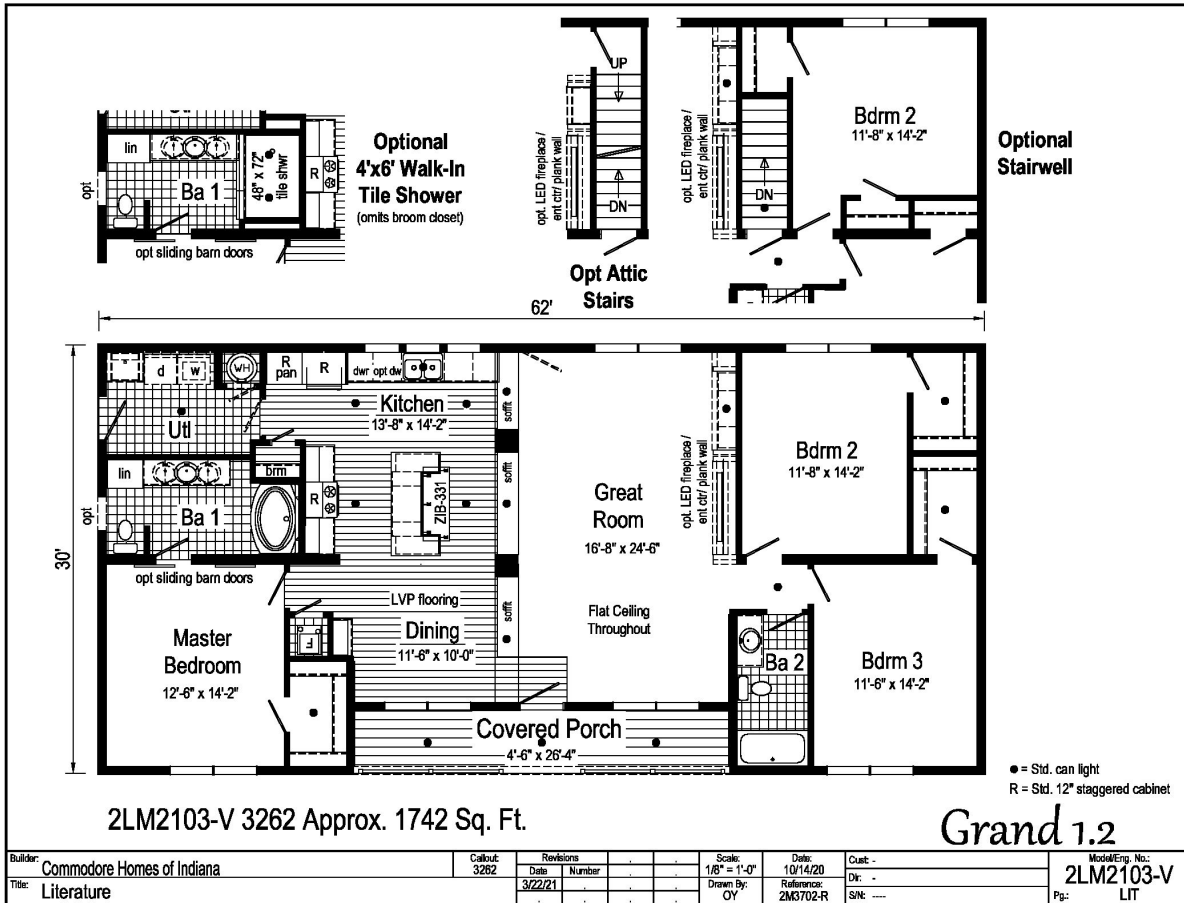 Utl
lin
Ba 1
48" x 72"
tile shwr
R
opt
opt sliding barn doors
Optional
4'x6' Walk-In
Tile Shower
(omits broom closet)
opt. LED fireplace /
ent ctr/ plank wall
UP
DN
Opt Attic
Stairs
opt. LED fireplace /
ent ctr/ plank wall
DN
Bdrm 2
11'-8" x 14'-2"
Optional
Stairwell
62'
30'
d
w
WH
R
pan
R
dwr
opt dw
Utl
Kitchen
13'-8" x 14'-2"
soffit
soffit
soffit
lin
brm
R
ZIB-331
Ba 1
opt
opt sliding barn doors
Great
Room
16'-8" x 24'-6"
Flat Ceiling
Throughout
opt. LED fireplace /
ent ctr/ plank wall
Bdrm 2
11'-8" x 14'-2"
LVP flooring
Dining
11'-6" x 10'-0"
F
Master
Bedroom
12'-6" x 14'-2"
Ba 2
Bdrm 3
11'-6" x 14'-2"
Covered Porch
4'-6" x 26'-4"
● = Std. can light
R = Std. 12" staggered cabinet
2LM2103-V 3262 Approx. 1742 Sq. Ft.
Grand 1.2
Builder: Commodore Homes of Indiana
Title: Literature
Callout:
3262
Revisions
Date Number
3/22/21
Scale:
1/8" = 1'-0"
Drawn By:
OY
Date:
10/14/20
Reference:
2M3702-R
Cust: -
Dlr: -
S/N: ----
Model/Eng. No.:
2LM2103-V
Pg.: LIT